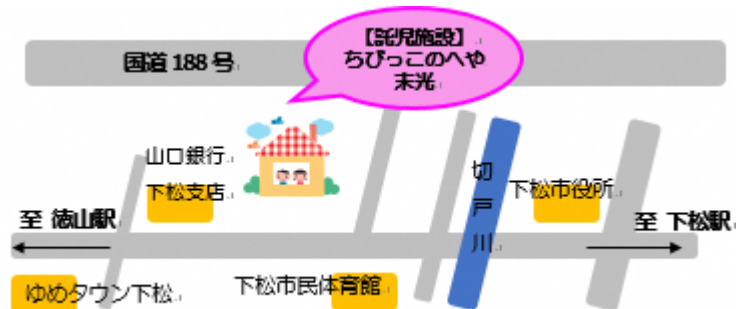 【託児施設】
ちびっこのへや
末光
国道188号
山口銀行
下松支店
切戸川
下松市役所
至 徳山駅
至 下松駅
ゆめタウン下松
下松市民体育館